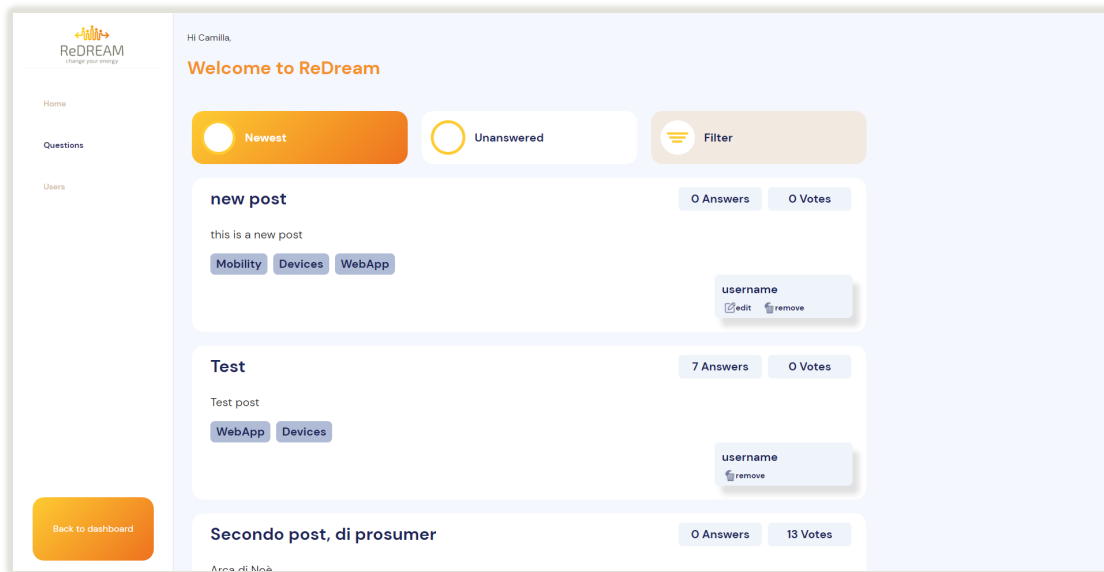 ReDREAM
change your energy
Home
Questions
Users
Back to dashboard
Hi Camilla,
Welcome to ReDream
Newest
Unanswered
Filter
new post
0 Answers
0 Votes
this is a new post
Mobility
Devices
WebApp
username
edit
remove
Test
7 Answers
0 Votes
Test post
WebApp
Devices
username
remove
Secondo post, di prosumer
0 Answers
13 Votes
Arca di Noè